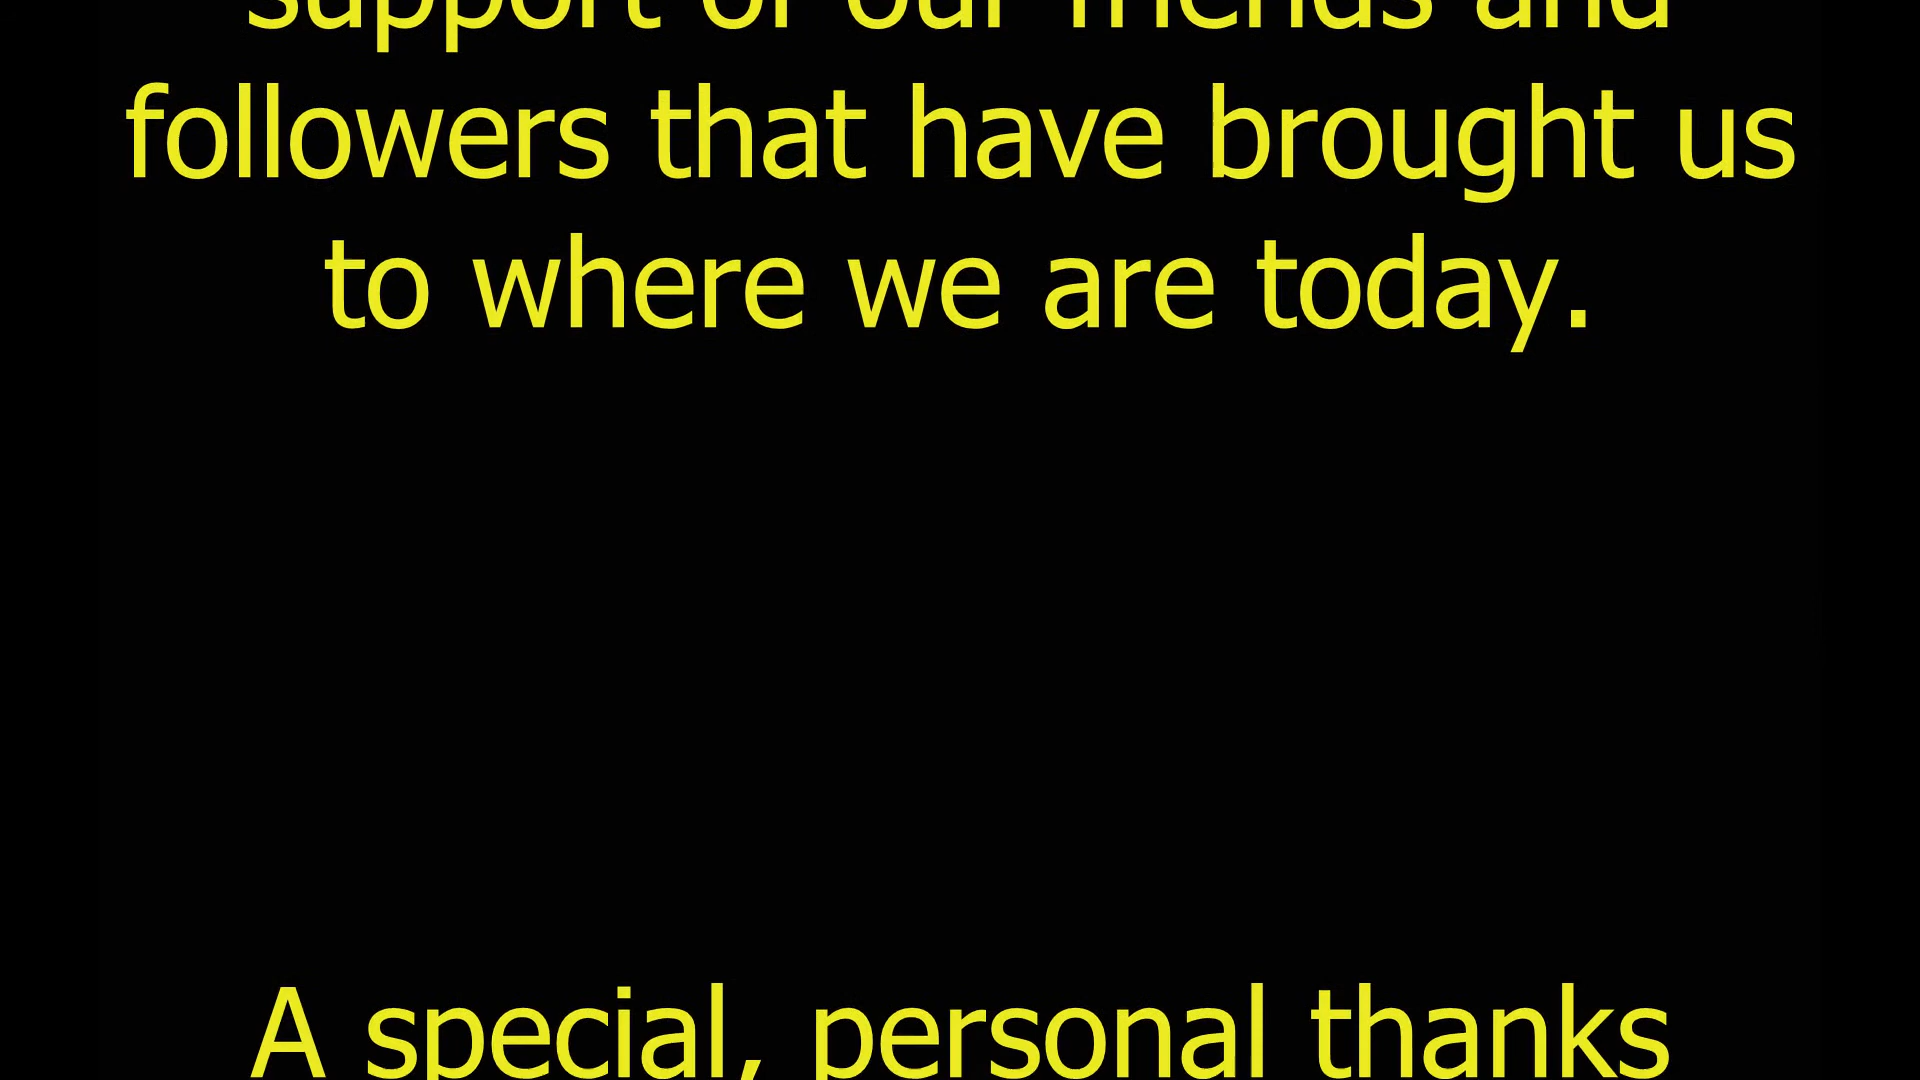 support of our friends and
followers that have brought us
to where we are today.
A special, personal thanks